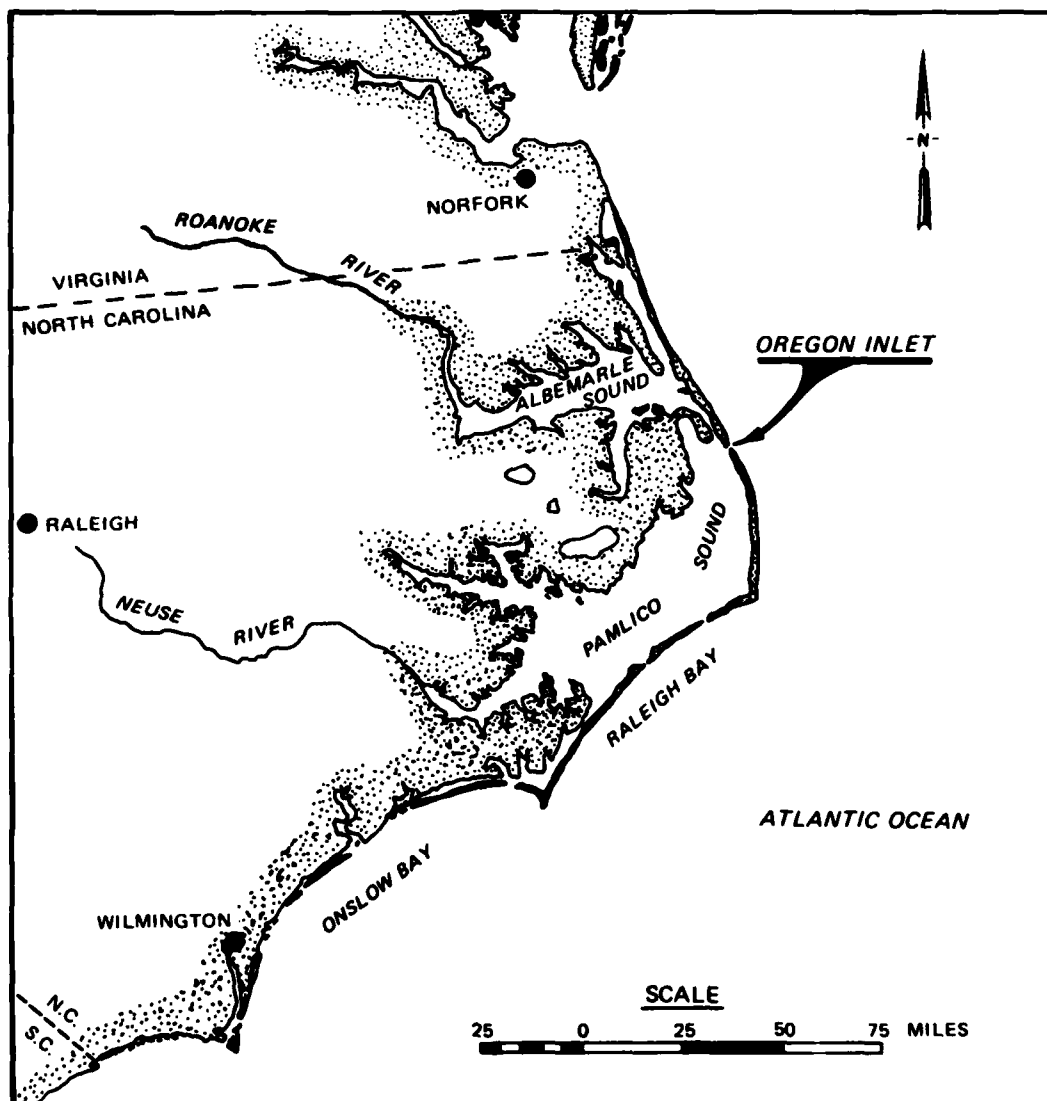 -N-
NORFORK
ROANOKE
RIVER
VIRGINIA
NORTH CAROLINA
OREGON INLET
ALBEMARLE
SOUND
RALEIGH
SOUND
NEUSE
RIVER
PAMLICO
RALEIGH BAY
ATLANTIC OCEAN
ONSLOW BAY
WILMINGTON
N.C.
S.C.
SCALE
25 0 25 50 75 MILES